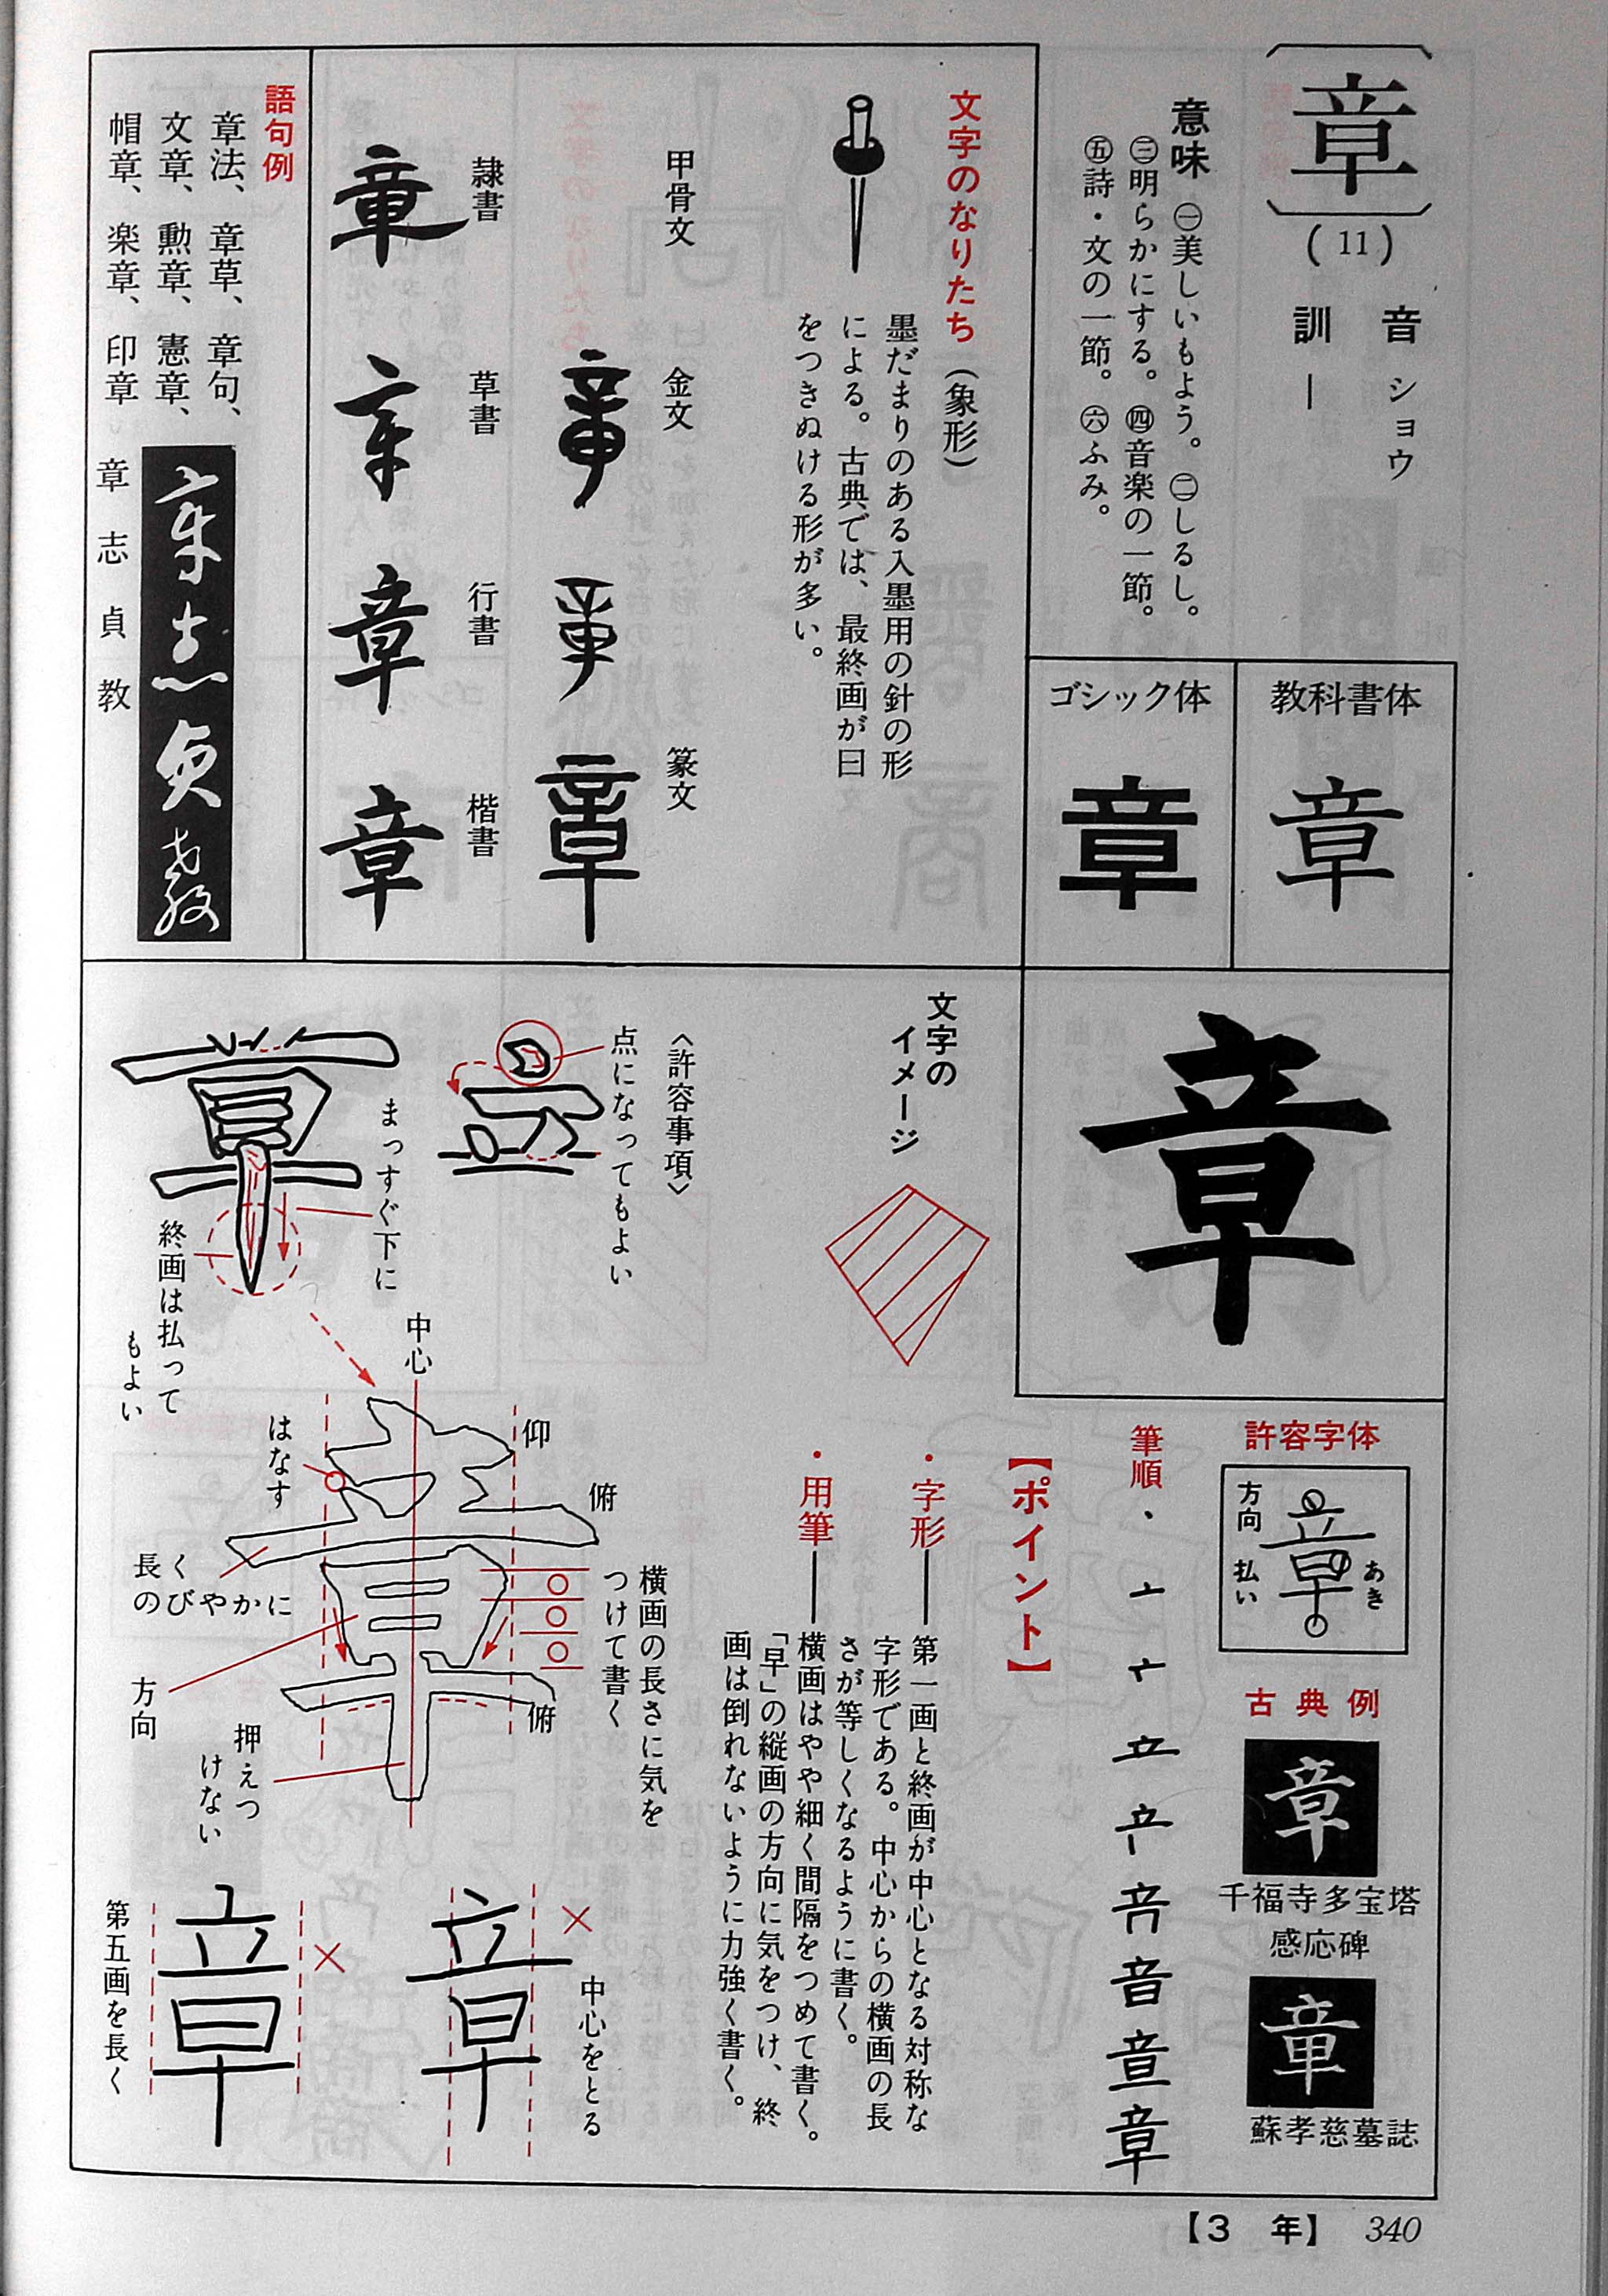 章
(11)
音 ショウ
訓 ―
意味 ㊀美しいもよう。㊁しるし。
㊂明らかにする。㊃音楽の一節。
㊄詩・文の一節。㊅ふみ。
教科書体
章
ゴシック体
章
文字のなりたち(象形)
墨だまりのある入墨用の針の形
による。古典では、最終画が曰
をつきぬける形が多い。
甲骨文
金文
篆文
章
隷書
章
草書
章
行書
章
楷書
章
語句例
章法、章草、章句、
文章、勲章、憲章、
帽章、楽章、印章
章志貞教
章志貞教
章
許容字体
章
あき
方向
払い
古典例
章
千福寺多宝塔
感応碑
章
蘇孝慈墓誌
筆順
章
【ポイント】
・字形―第一画と終画が中心となる対称な
字形である。中心からの横画の長
さが等しくなるように書く。
・用筆―横画はやや細く間隔をつめて書く。
「早」の縦画の方向に気をつけ、終
画は倒れないように力強く書く。
文字の
イメージ
〈許容事項〉
点になってもよい
まっすぐ下に
終画は払って
もよい
中心
仰
俯
はなす
長く
のびやかに
横画の長さに気を
つけて書く
方向
俯
押えつ
けない
中心をとる
章
第五画を長く
章
【3 年】 340